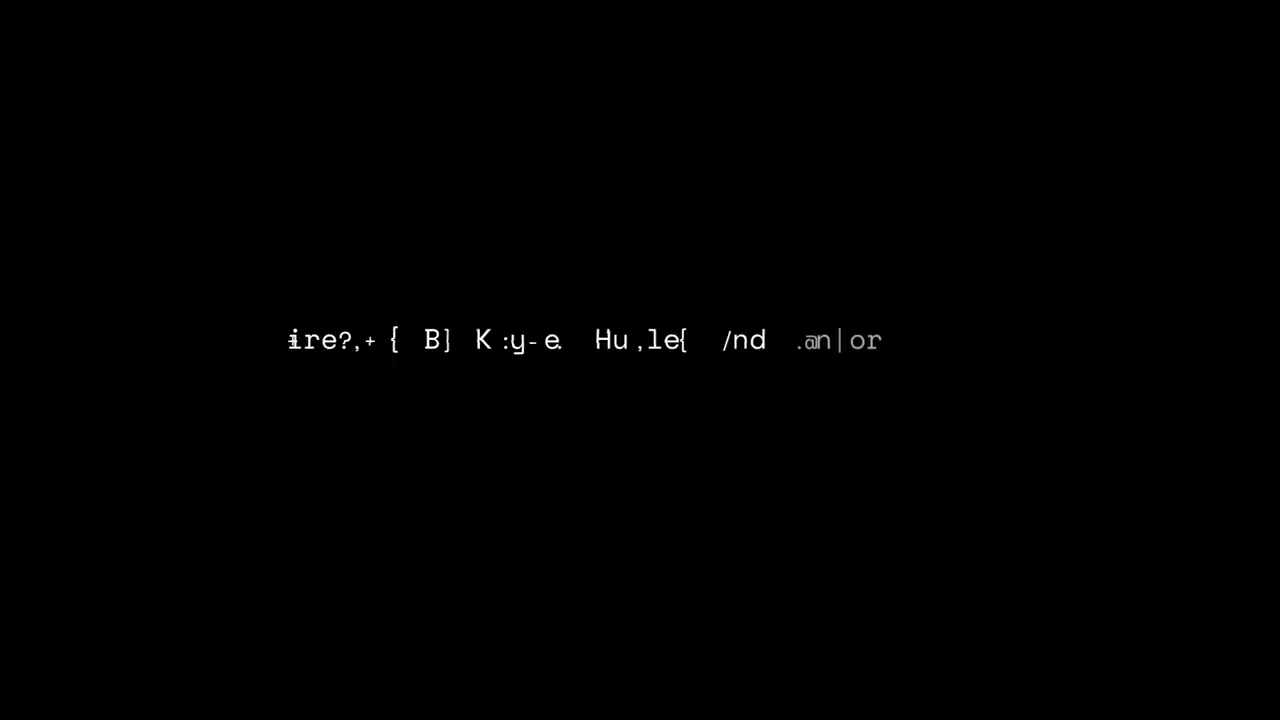 ire?,+ { B] K :y- e. Hu ,le{ /nd .an|or